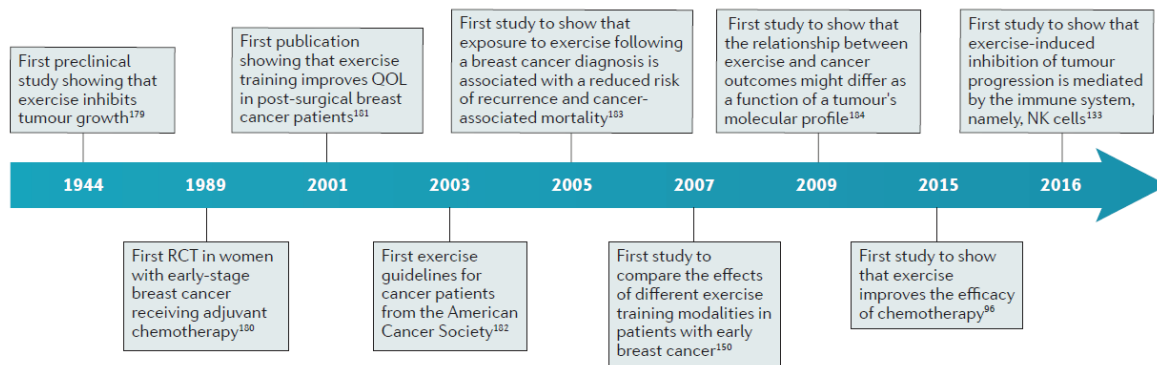 First preclinical
study showing that
exercise inhibits
tumour growth¹⁷⁹
First publication
showing that exercise
training improves QOL
in post-surgical breast
cancer patients¹⁸¹
First study to show that
exposure to exercise following
a breast cancer diagnosis is
associated with a reduced risk
of recurrence and cancer-
associated mortality¹⁸³
First study to show that
the relationship between
exercise and cancer
outcomes might differ as
a function of a tumour's
molecular profile¹⁸⁴
First study to show that
exercise-induced
inhibition of tumour
progression is mediated
by the immune system,
namely, NK cells¹³³
1944 1989 2001 2003 2005 2007 2009 2015 2016
First RCT in women
with early-stage
breast cancer
receiving adjuvant
chemotherapy¹⁸⁰
First exercise
guidelines for
cancer patients
from the American
Cancer Society¹⁸²
First study to
compare the effects
of different exercise
training modalities in
patients with early
breast cancer¹⁵⁰
First study to show
that exercise
improves the efficacy
of chemotherapy⁹⁶